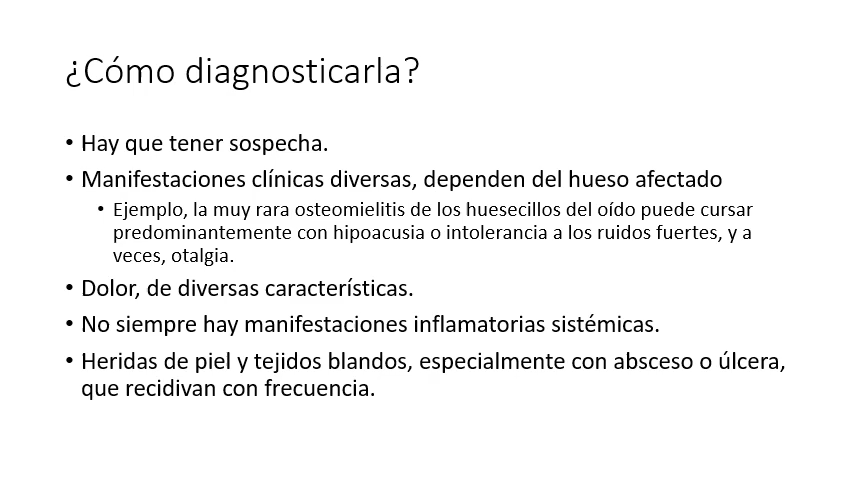 ¿Cómo diagnosticarla?
• Hay que tener sospecha.
• Manifestaciones clínicas diversas, dependen del hueso afectado
• Ejemplo, la muy rara osteomielitis de los huesecillos del oído puede cursar
predominantemente con hipoacusia o intolerancia a los ruidos fuertes, y a
veces, otalgia.
• Dolor, de diversas características.
• No siempre hay manifestaciones inflamatorias sistémicas.
• Heridas de piel y tejidos blandos, especialmente con absceso o úlcera,
que recidivan con frecuencia.